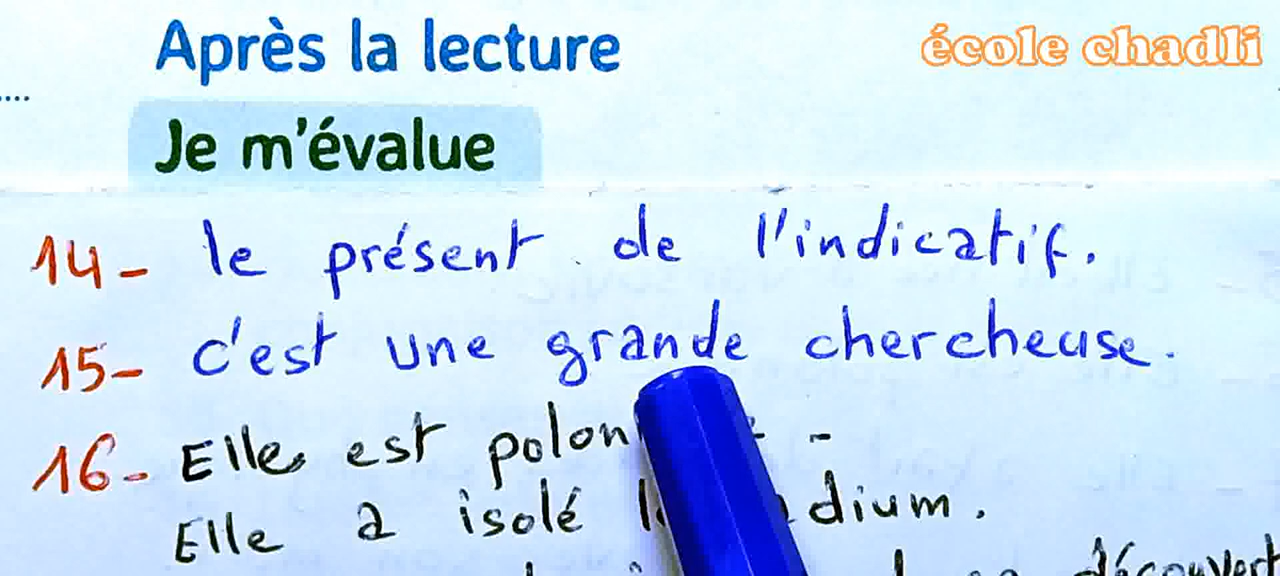 Après la lecture
école chadli
Je m'évalue
14- le présent de l'indicatif.
15- c'est une grande chercheuse.
16- Elle est
Elle a isolé
découvert